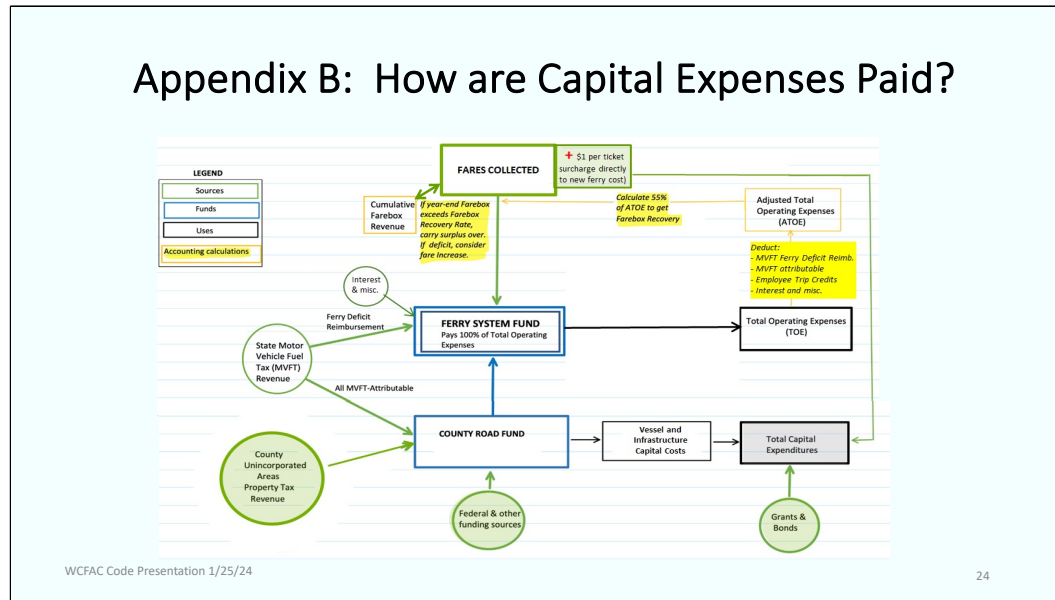 Appendix B: How are Capital Expenses Paid?
LEGEND
Sources
Funds
Uses
Accounting calculations
FARES COLLECTED
+ $1 per ticket
surcharge directly
to new ferry cost)
Cumulative
Farebox
Revenue
If year-end Farebox
exceeds Farebox
Recovery Rate,
carry surplus over.
If deficit, consider
fare increase.
Calculate 55%
of ATOE to get
Farebox Recovery
Adjusted Total
Operating Expenses
(ATOE)
Deduct:
- MVFT Ferry Deficit Reimb.
- MVFT attributable
- Employee Trip Credits
- Interest and misc.
Interest
& misc.
Ferry Deficit
Reimbursement
FERRY SYSTEM FUND
Pays 100% of Total Operating
Expenses
Total Operating Expenses
(TOE)
State Motor
Vehicle Fuel
Tax (MVFT)
Revenue
All MVFT-Attributable
COUNTY ROAD FUND
Vessel and
Infrastructure
Capital Costs
Total Capital
Expenditures
County
Unincorporated
Areas
Property Tax
Revenue
Federal & other
funding sources
Grants &
Bonds
WCFAC Code Presentation 1/25/24
24